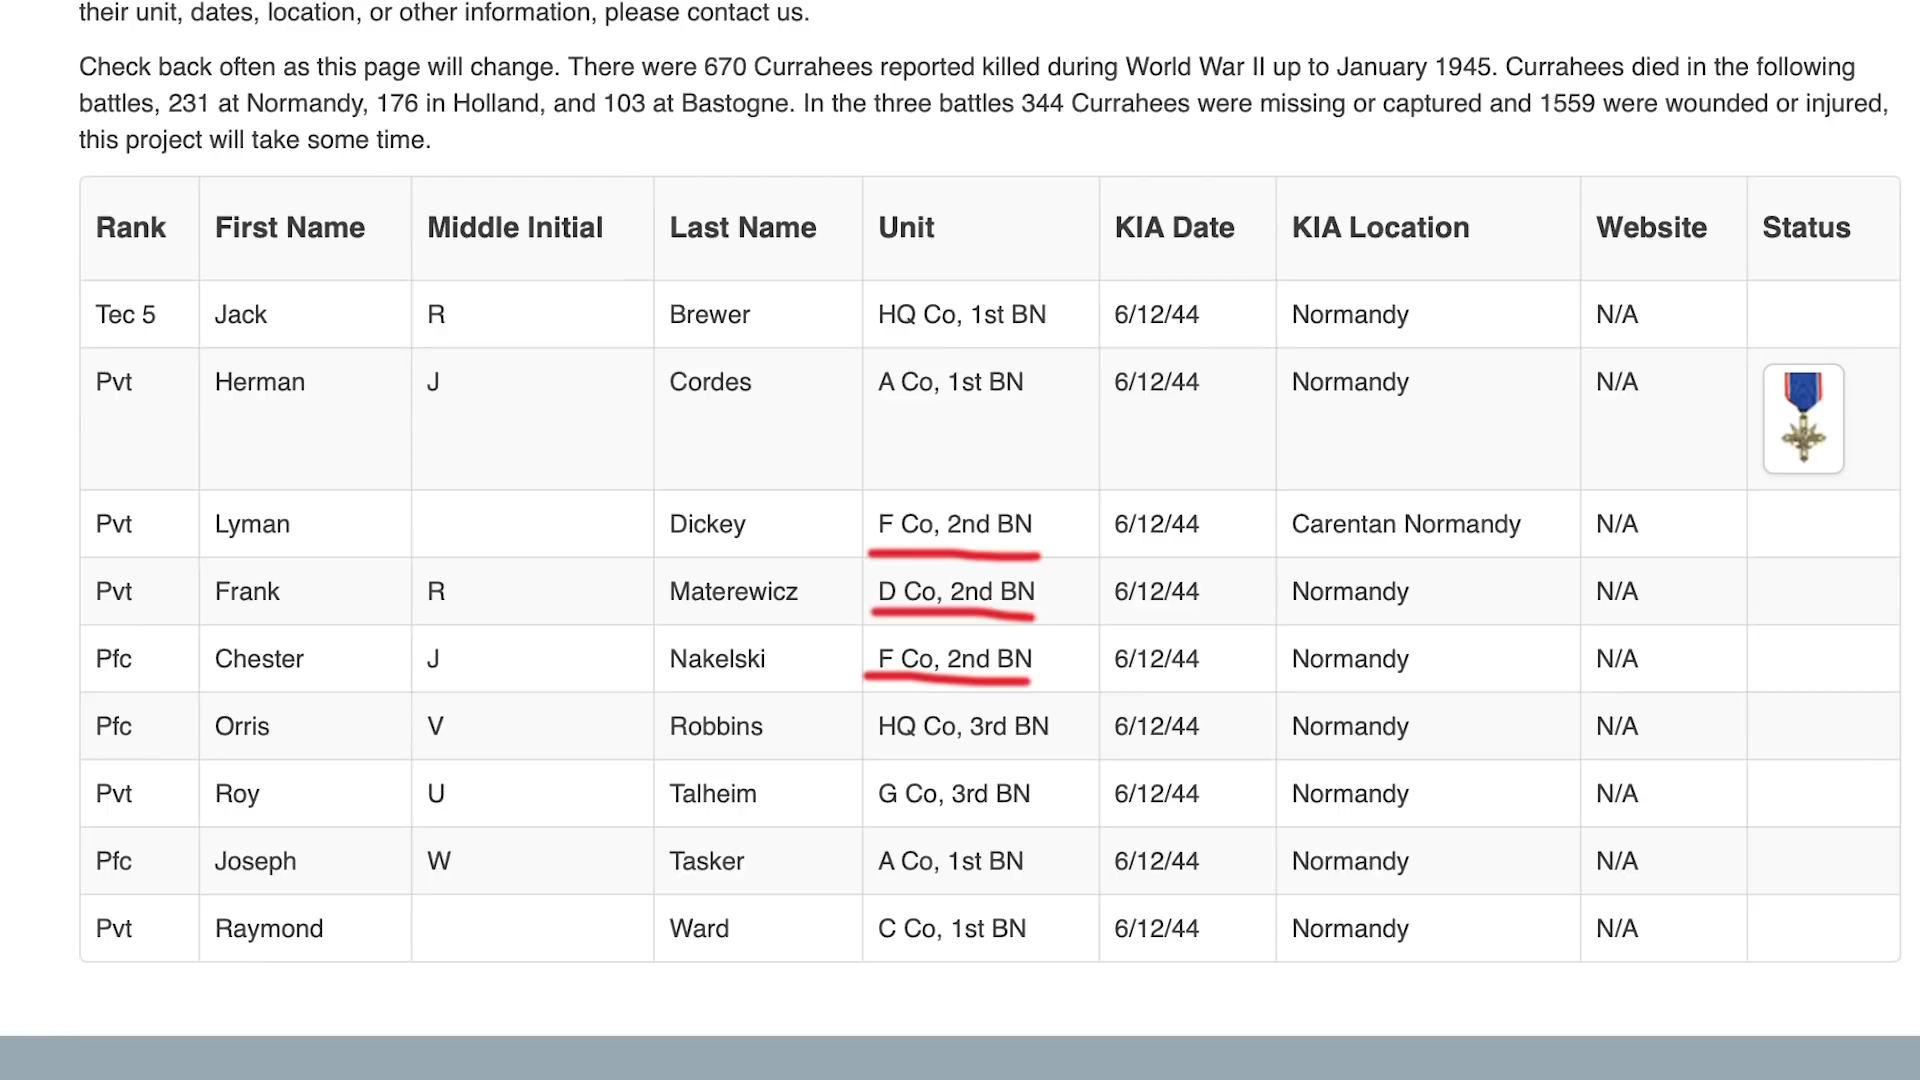 their unit, dates, location, or other information, please contact us.
Check back often as this page will change. There were 670 Currahees reported killed during World War II up to January 1945. Currahees died in the following
battles, 231 at Normandy, 176 in Holland, and 103 at Bastogne. In the three battles 344 Currahees were missing or captured and 1559 were wounded or injured,
this project will take some time.
Rank First Name Middle Initial Last Name Unit KIA Date KIA Location Website Status
Tec 5 Jack R Brewer HQ Co, 1st BN 6/12/44 Normandy N/A
Pvt Herman J Cordes A Co, 1st BN 6/12/44 Normandy N/A
Pvt Lyman Dickey F Co, 2nd BN 6/12/44 Carentan Normandy N/A
Pvt Frank R Materewicz D Co, 2nd BN 6/12/44 Normandy N/A
Pfc Chester J Nakelski F Co, 2nd BN 6/12/44 Normandy N/A
Pfc Orris V Robbins HQ Co, 3rd BN 6/12/44 Normandy N/A
Pvt Roy U Talheim G Co, 3rd BN 6/12/44 Normandy N/A
Pfc Joseph W Tasker A Co, 1st BN 6/12/44 Normandy N/A
Pvt Raymond Ward C Co, 1st BN 6/12/44 Normandy N/A